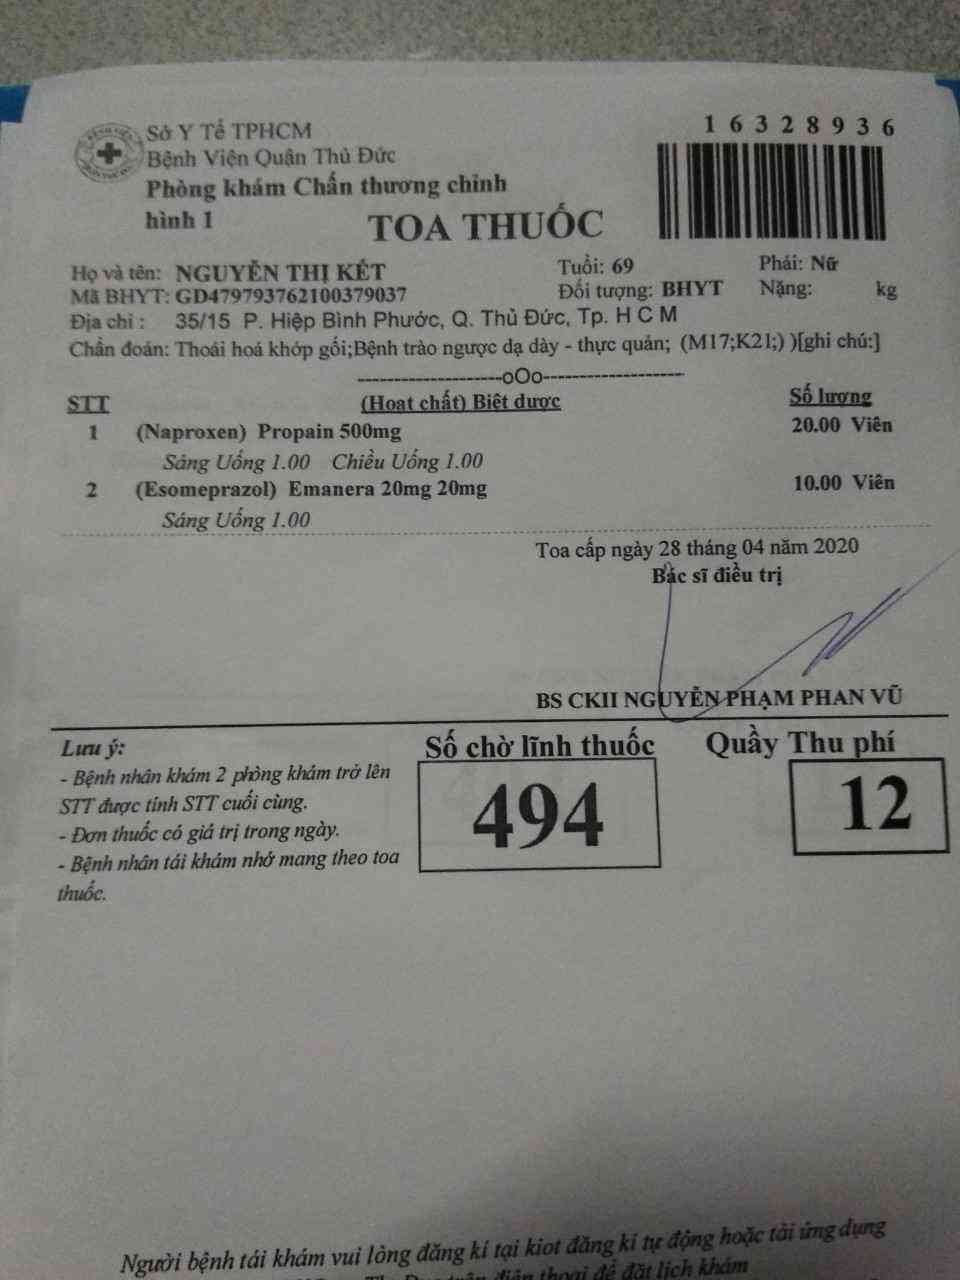 Sở Y Tế TPHCM
Bệnh Viện Quận Thủ Đức
Phòng khám Chấn thương chỉnh
hình 1
16328936
TOA THUỐC
Họ và tên: NGUYỄN THỊ KẾT Tuổi: 69 Phái: Nữ
Mã BHYT: GD479793762100379037 Đối tượng: BHYT Nặng: kg
Địa chỉ : 35/15 P. Hiệp Bình Phước, Q. Thủ Đức, Tp. H C M
Chẩn đoán: Thoái hoá khớp gối;Bệnh trào ngược dạ dày - thực quản; (M17;K21;) )[ghi chú:]
--------------------oOo--------------------
STT (Hoạt chất) Biệt dược Số lượng
1 (Naproxen) Propain 500mg 20.00 Viên
Sáng Uống 1.00 Chiều Uống 1.00
2 (Esomeprazol) Emanera 20mg 20mg 10.00 Viên
Sáng Uống 1.00
Toa cấp ngày 28 tháng 04 năm 2020
Bác sĩ điều trị
BS CKII NGUYỄN PHẠM PHAN VŨ
Lưu ý:
- Bệnh nhân khám 2 phòng khám trở lên
STT được tính STT cuối cùng.
- Đơn thuốc có giá trị trong ngày.
- Bệnh nhân tái khám nhớ mang theo toa
thuốc.
Số chờ lĩnh thuốc
494
Quầy Thu phí
12
Người bệnh tái khám vui lòng đăng kí tại kiot đăng kí tự động hoặc tải ứng dụng
trên điện thoại để đặt lịch khám